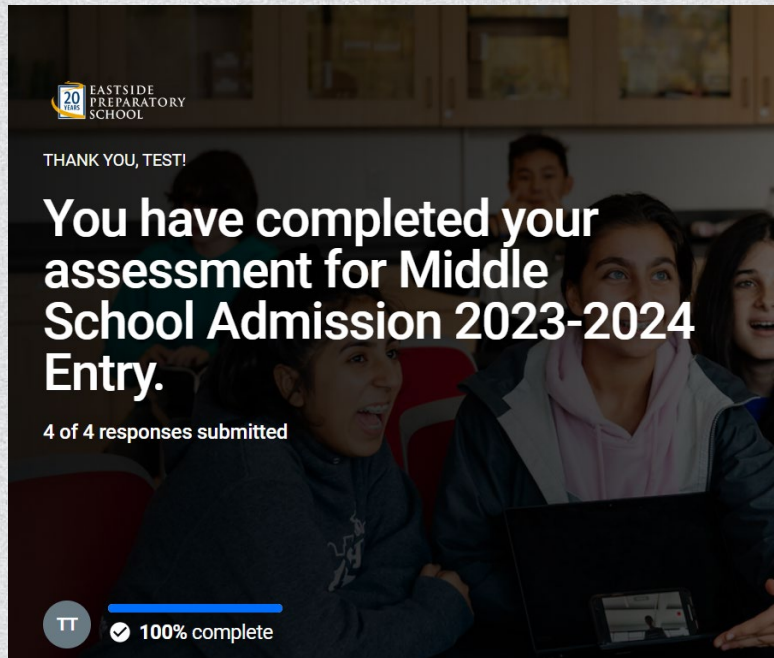 20
YEARS
EASTSIDE
PREPARATORY
SCHOOL
THANK YOU, TEST!
You have completed your
assessment for Middle
School Admission 2023-2024
Entry.
4 of 4 responses submitted
TT
100% complete